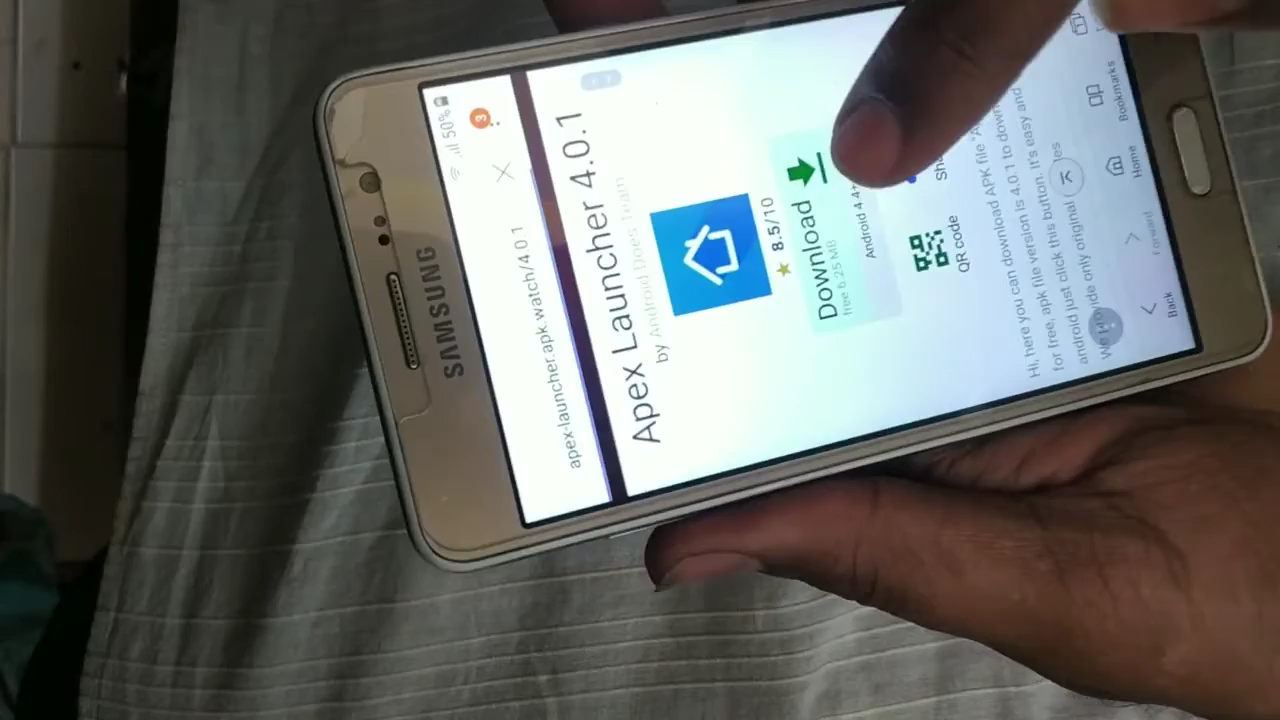 SAMSUNG
50%
3
apex-launcher.apk.watch/4.0.1
Apex Launcher 4.0.1
by Android Does Team
8.5/10
Download
free 6.25 MB
Android 4.4+
QR code
Hi, here you can download APK file
for free, apk file version is 4.0.1 to down
android just click this button. It's easy and
only original
Back
Forward
Home
Bookmarks